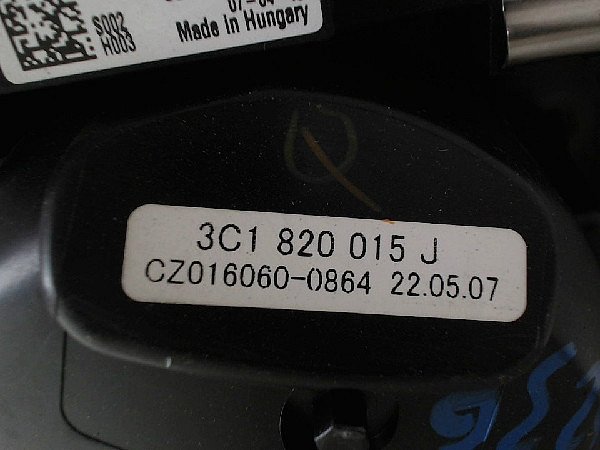 S002
H003
Made In Hungary
3C1 820 015 J
CZ016060-0864 22.05.07